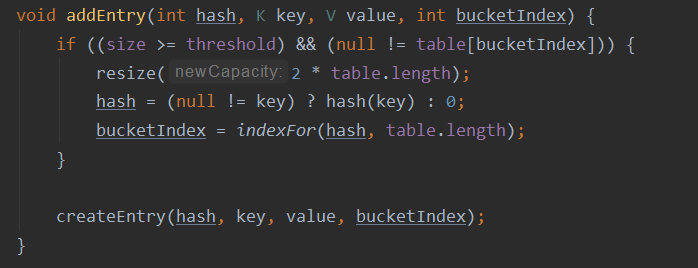 void addEntry(int hash, K key, V value, int bucketIndex) {
    if ((size >= threshold) && (null != table[bucketIndex])) {
        resize( newCapacity: 2 * table.length);
        hash = (null != key) ? hash(key) : 0;
        bucketIndex = indexFor(hash, table.length);
    }

    createEntry(hash, key, value, bucketIndex);
}